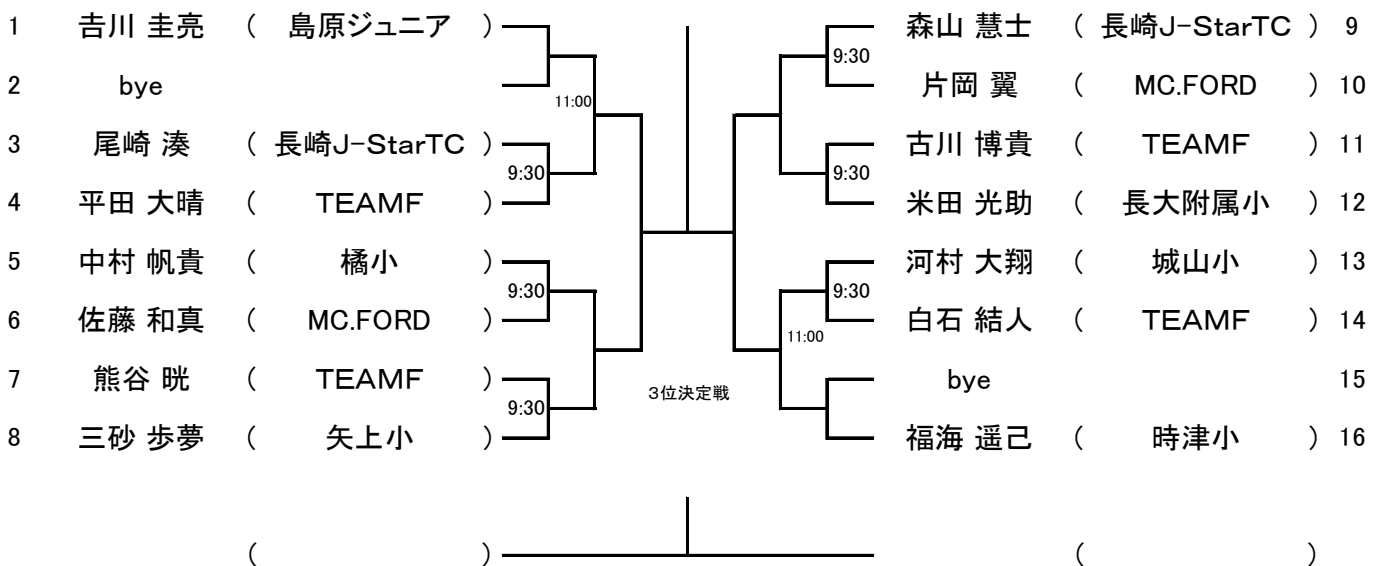 1 吉川 圭亮 ( 島原ジュニア ) 森山 慧士 ( 長崎J-StarTC ) 9
9:30
2 bye 片岡 翼 ( MC.FORD ) 10
11:00
3 尾崎 湊 ( 長崎J-StarTC ) 古川 博貴 ( TEAMF ) 11
9:30 9:30
4 平田 大晴 ( TEAMF ) 米田 光助 ( 長大附属小 ) 12
5 中村 帆貴 ( 橘小 ) 河村 大翔 ( 城山小 ) 13
9:30 9:30
6 佐藤 和真 ( MC.FORD ) 白石 結人 ( TEAMF ) 14
11:00
7 熊谷 晄 ( TEAMF ) bye 15
3位決定戦
9:30
8 三砂 歩夢 ( 矢上小 ) 福海 遥己 ( 時津小 ) 16
( ) ( )